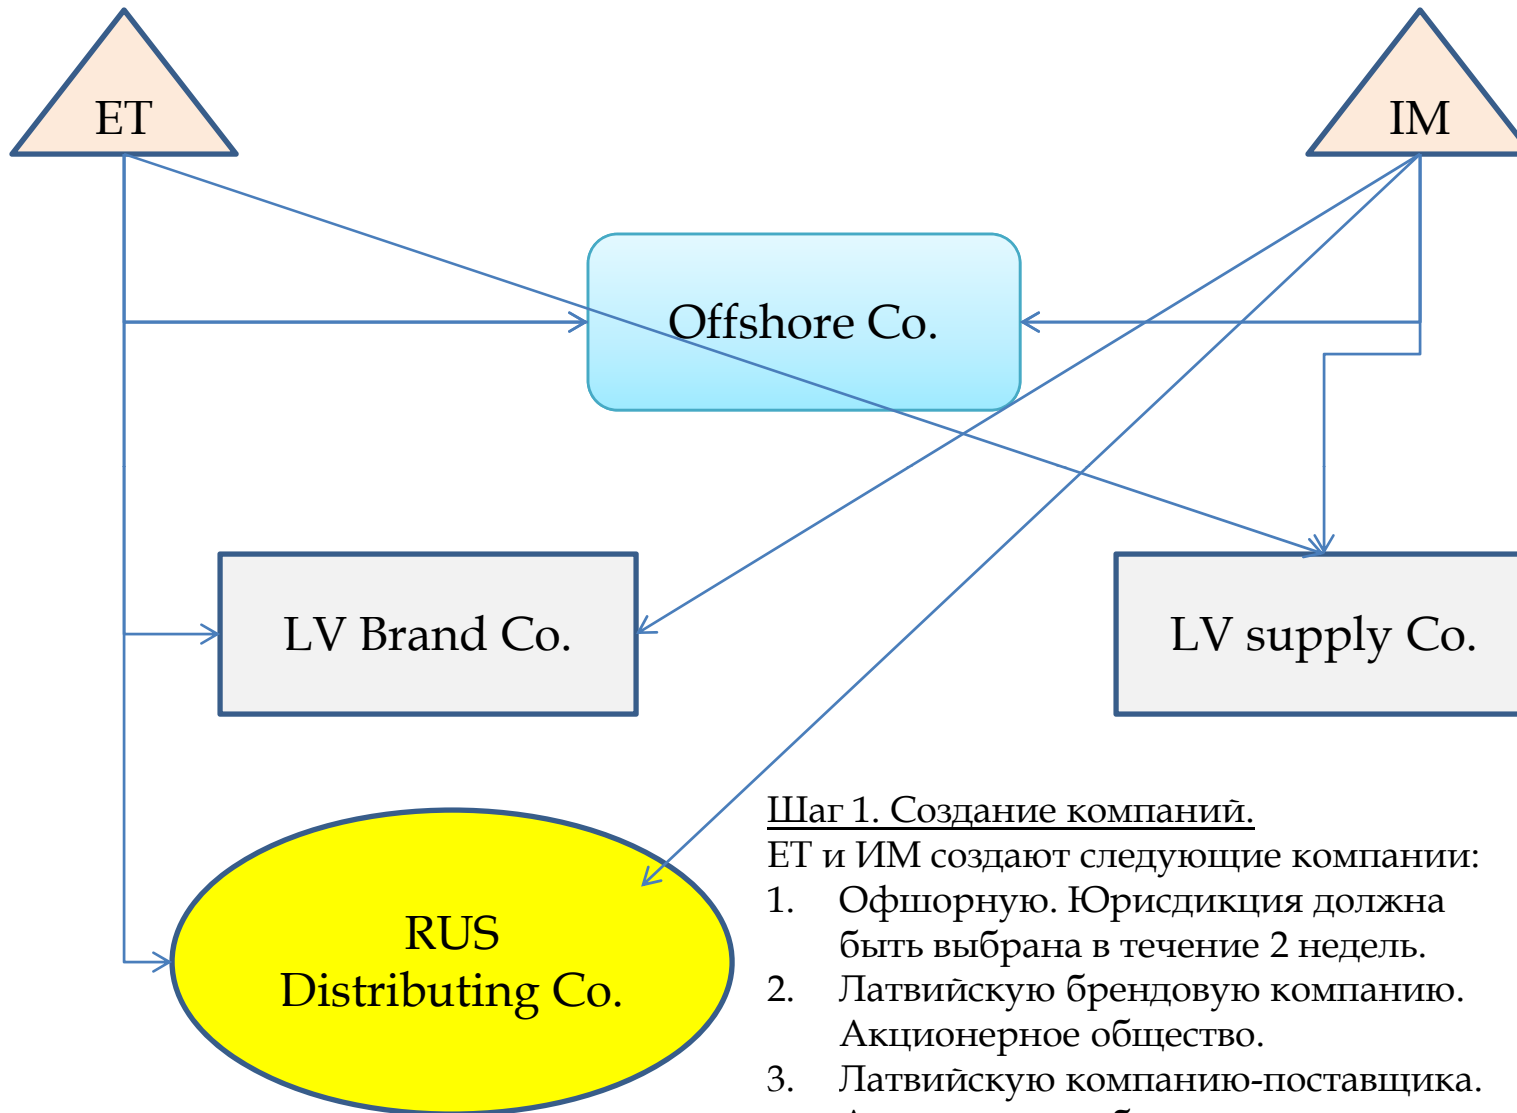 ET
IM
Offshore Co.
LV Brand Co.
LV supply Co.
RUS
Distributing Co.
Шаг 1. Создание компаний.
ЕТ и ИМ создают следующие компании:
1. Офшорную. Юрисдикция должна
быть выбрана в течение 2 недель.
2. Латвийскую брендовую компанию.
Акционерное общество.
3. Латвийскую компанию-поставщика.